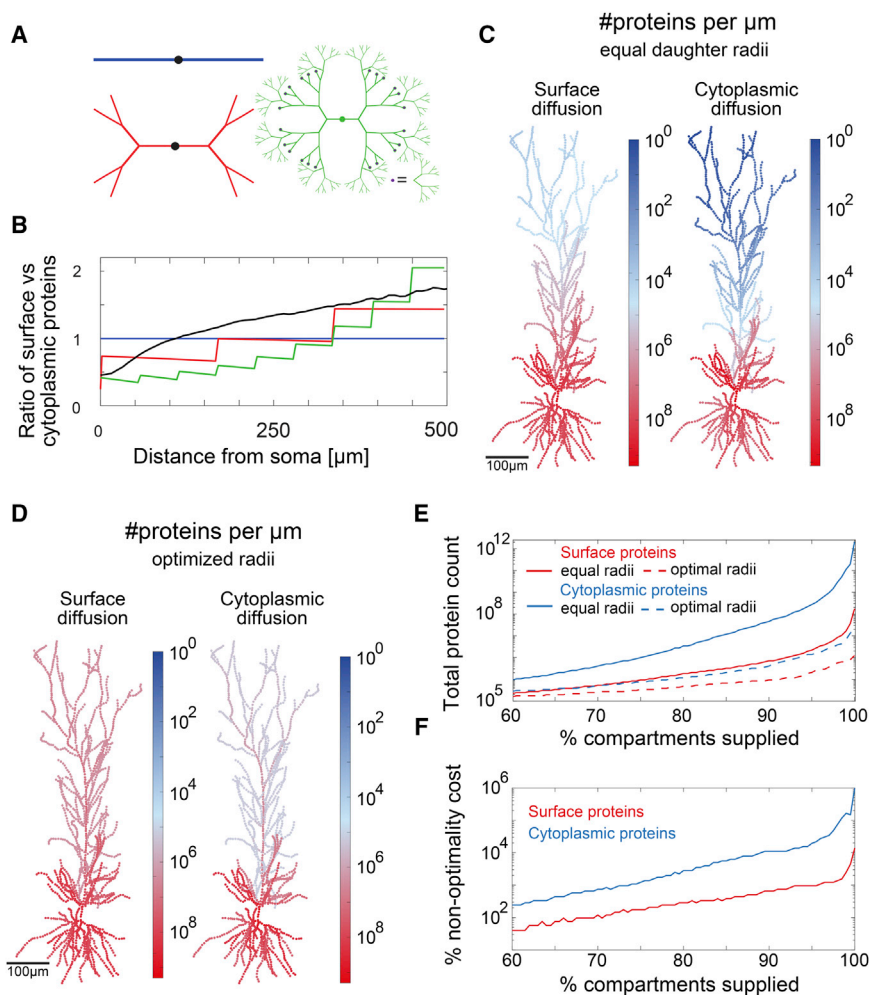 A
=
B
Ratio of surface vs
cytoplasmic proteins
2
1
0
0
250
500
Distance from soma [µm]
C
#proteins per µm
equal daughter radii
Surface
diffusion
Cytoplasmic
diffusion
10^0
10^2
10^4
10^6
10^8
10^0
10^2
10^4
10^6
10^8
100µm
D
#proteins per µm
optimized radii
Surface
diffusion
Cytoplasmic
diffusion
10^0
10^2
10^4
10^6
10^8
10^0
10^2
10^4
10^6
10^8
100µm
E
Total protein count
10^12
10^8
10^5
Surface proteins
equal radii
optimal radii
Cytoplasmic proteins
equal radii
optimal radii
60
70
80
90
100
% compartments supplied
F
% non-optimality cost
10^6
10^4
10^2
Surface proteins
Cytoplasmic proteins
60
70
80
90
100
% compartments supplied